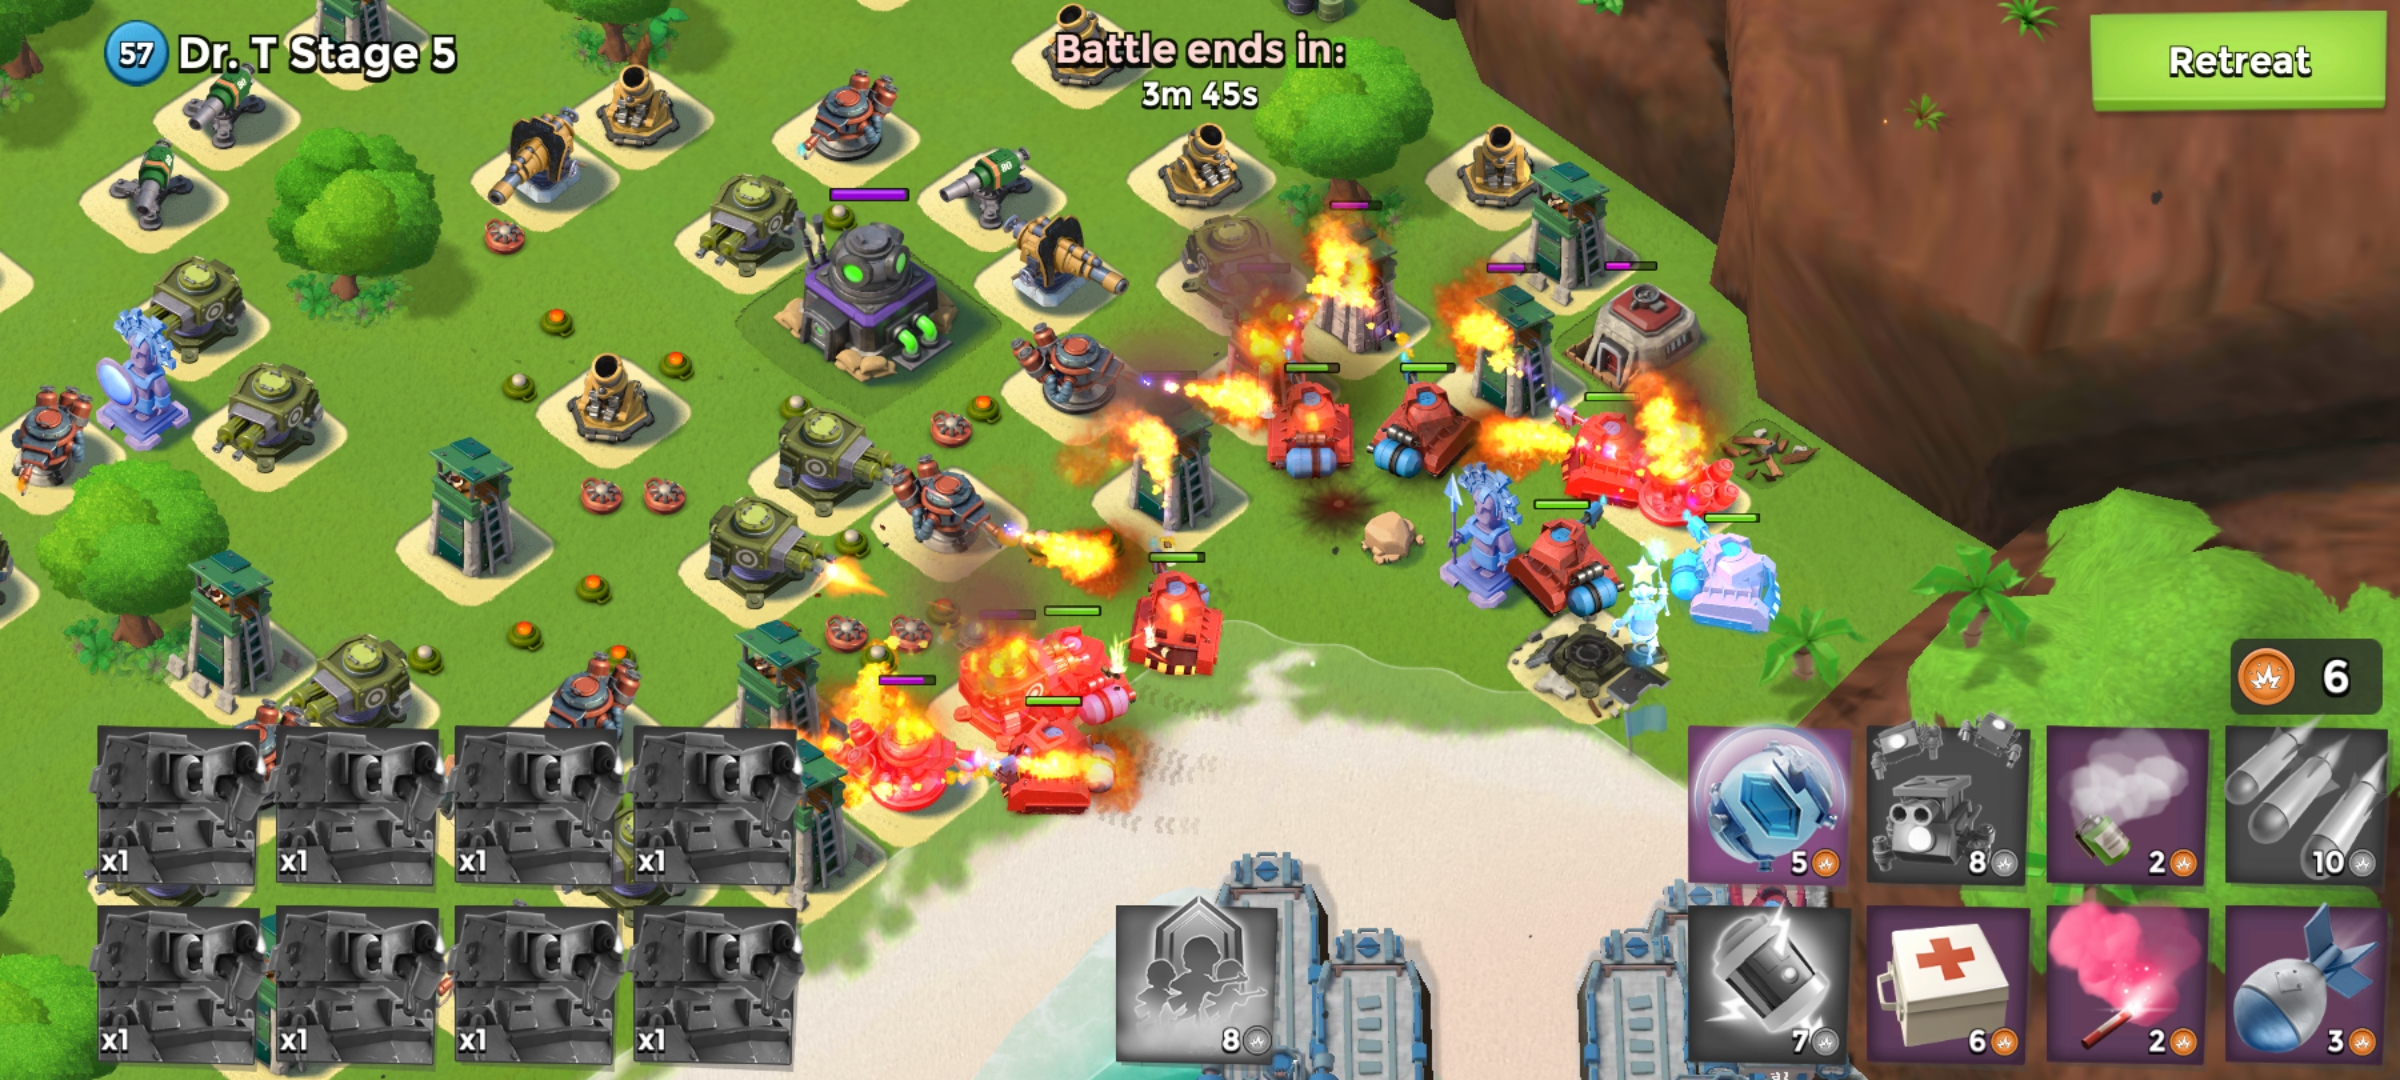 57 Dr. T Stage 5
Battle ends in:
3m 45s
Retreat
6
x1 x1 x1 x1
5 8 2 10
x1 x1 x1 x1
8
7 6 2 3